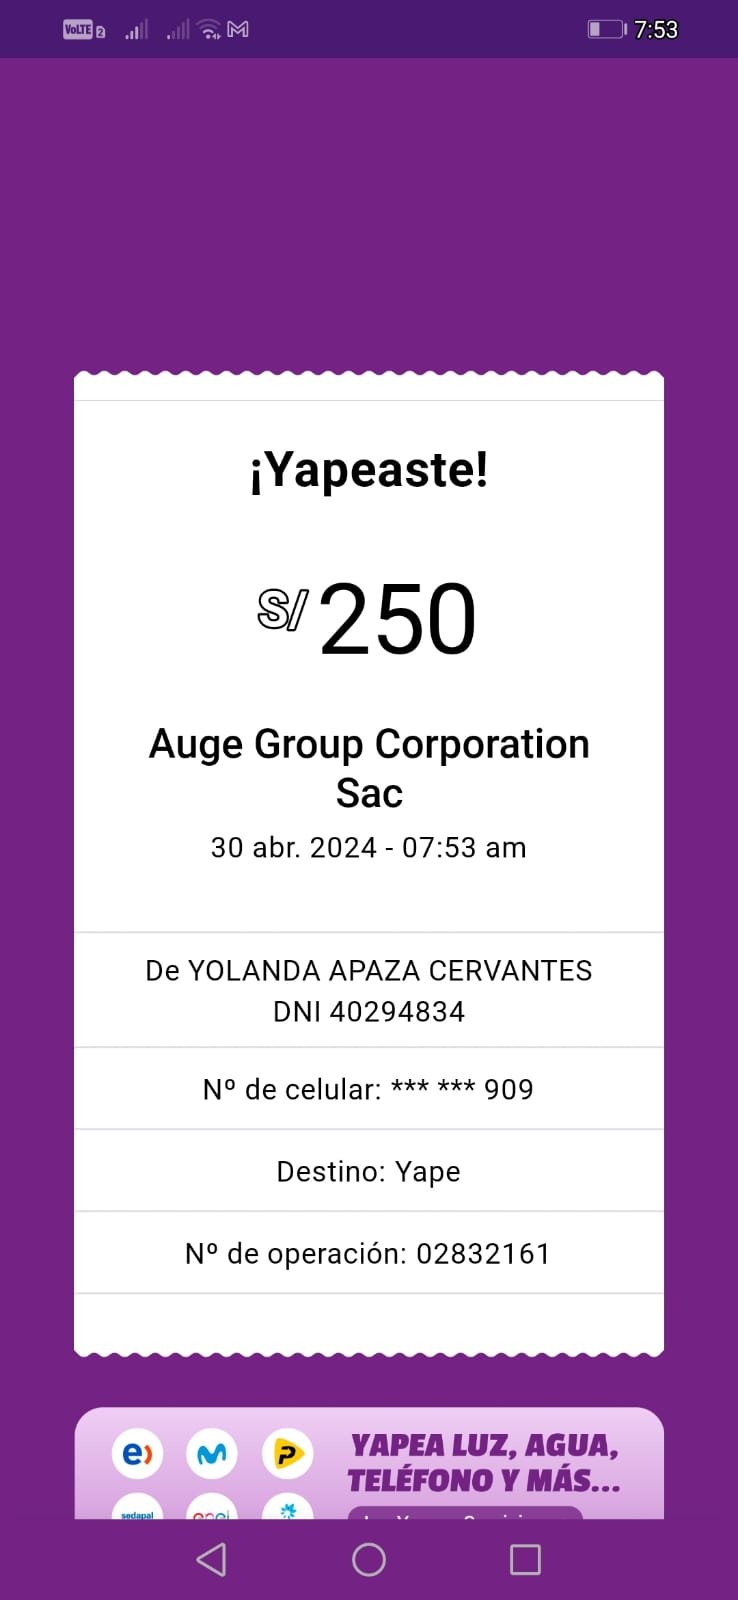 VoLTE 2
7:53
¡Yapeaste!
S/ 250
Auge Group Corporation
Sac
30 abr. 2024 - 07:53 am
De YOLANDA APAZA CERVANTES
DNI 40294834
Nº de celular: *** *** 909
Destino: Yape
Nº de operación: 02832161
YAPEA LUZ, AGUA,
TELÉFONO Y MÁS...
sedapal